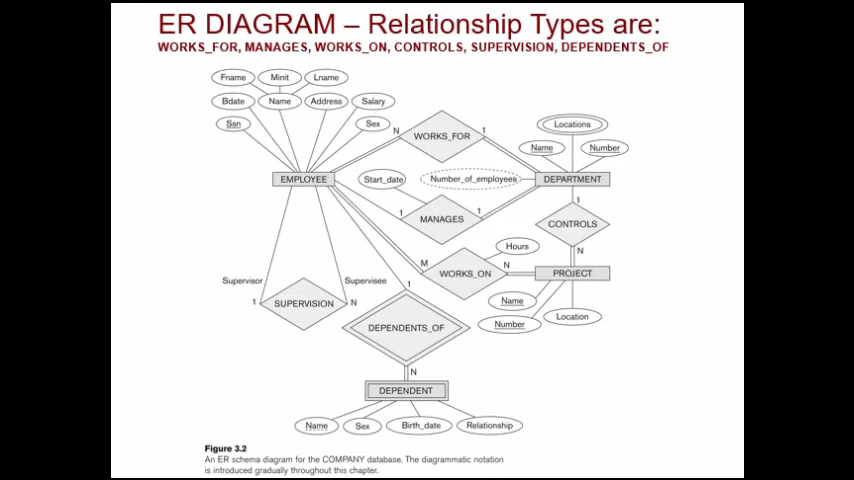 ER DIAGRAM – Relationship Types are:
WORKS_FOR, MANAGES, WORKS_ON, CONTROLS, SUPERVISION, DEPENDENTS_OF
Fname Minit Lname
Bdate Name Address Salary
Ssn Sex
N WORKS_FOR 1
Locations
Name Number
EMPLOYEE Start_date Number_of_employees DEPARTMENT
1 MANAGES 1
1
CONTROLS
N
Hours
M WORKS_ON N PROJECT
Supervisor Supervisee
1 SUPERVISION N
1
Name
Number Location
DEPENDENTS_OF
N
DEPENDENT
Name Sex Birth_date Relationship
Figure 3.2
An ER schema diagram for the COMPANY database. The diagrammatic notation
is introduced gradually throughout this chapter.